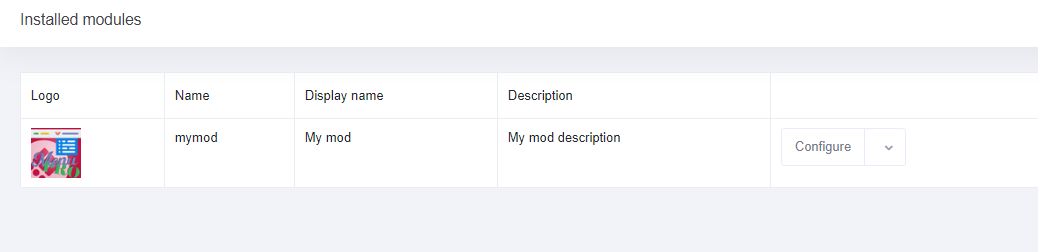 Installed modules
Logo Name Display name Description
mymod My mod My mod description Configure